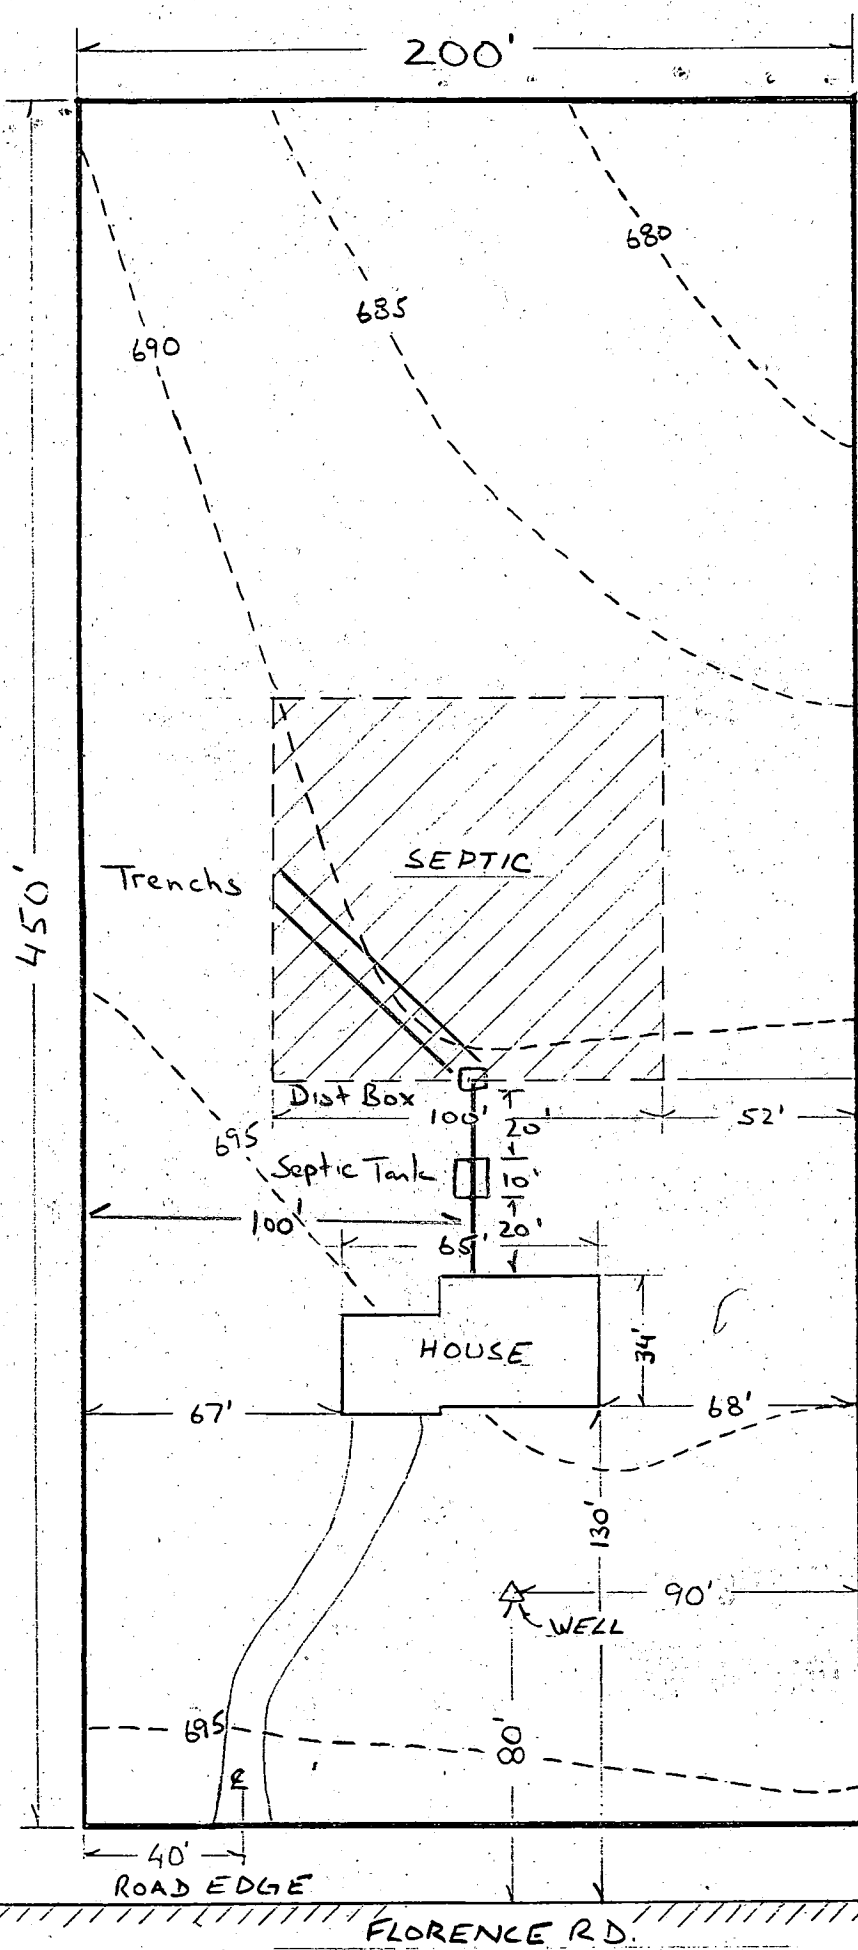 200'
680
685
690
450'
SEPTIC
Trenchs
Dist Box
100'
20'
52'
695
Septic Tank
10'
100'
65'
20'
HOUSE
34'
67'
68'
130'
90'
WELL
695
80'
℄
40'
ROAD EDGE
FLORENCE RD.